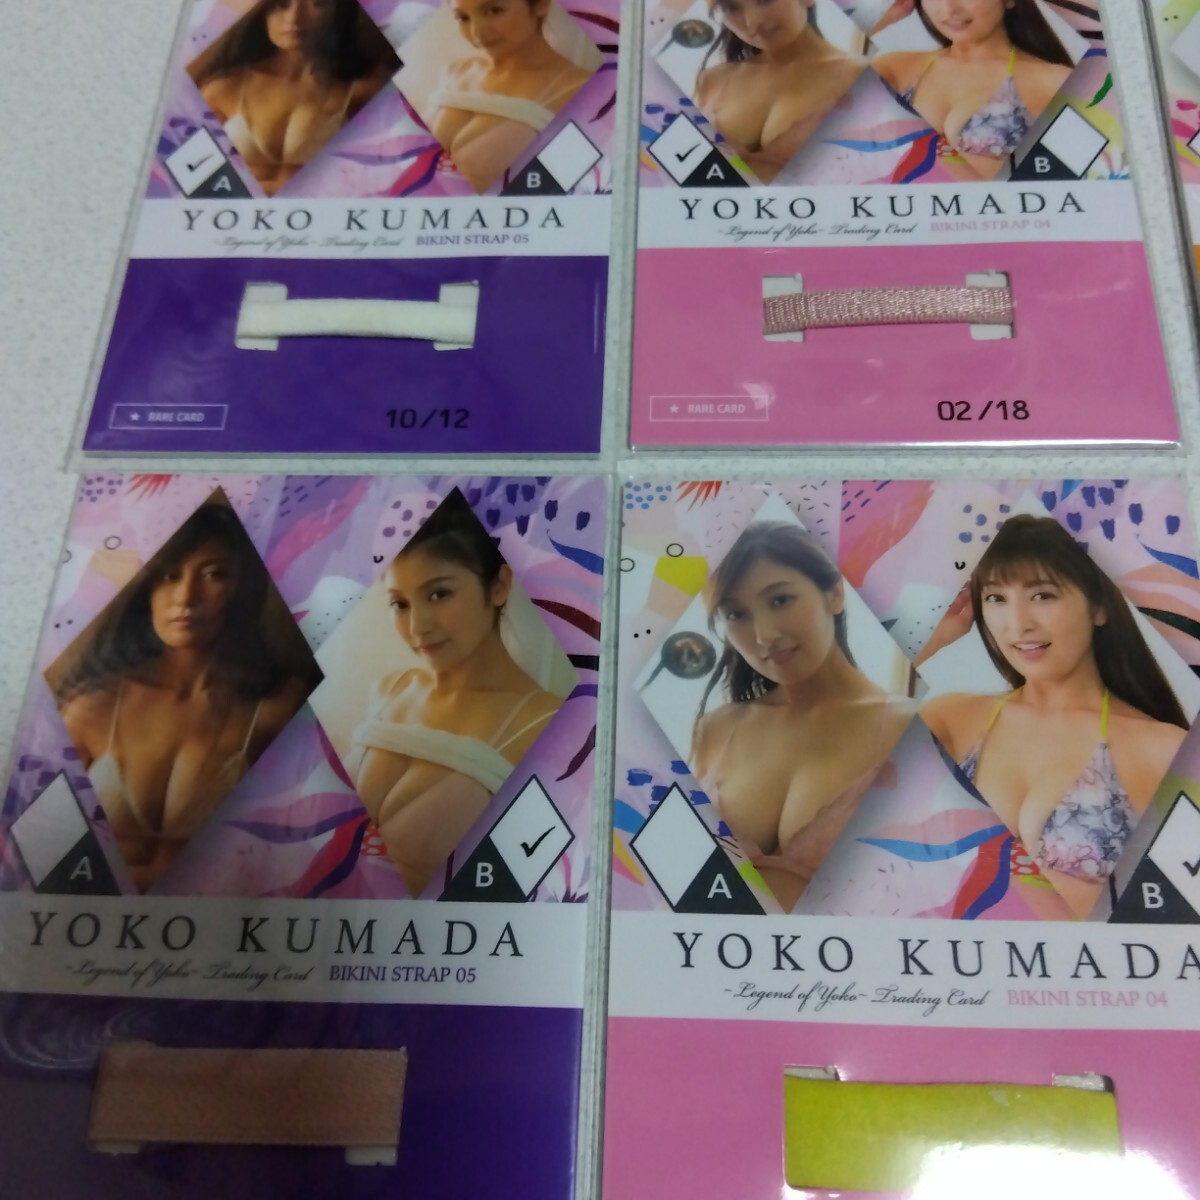 A B
YOKO KUMADA
~Legend of Yoko~ Trading Card BIKINI STRAP 05
★ RARE CARD
10/12
A B
YOKO KUMADA
~Legend of Yoko~ Trading Card BIKINI STRAP 04
★ RARE CARD
02/18
A B
YOKO KUMADA
~Legend of Yoko~ Trading Card BIKINI STRAP 05
A B
YOKO KUMADA
~Legend of Yoko~ Trading Card BIKINI STRAP 04